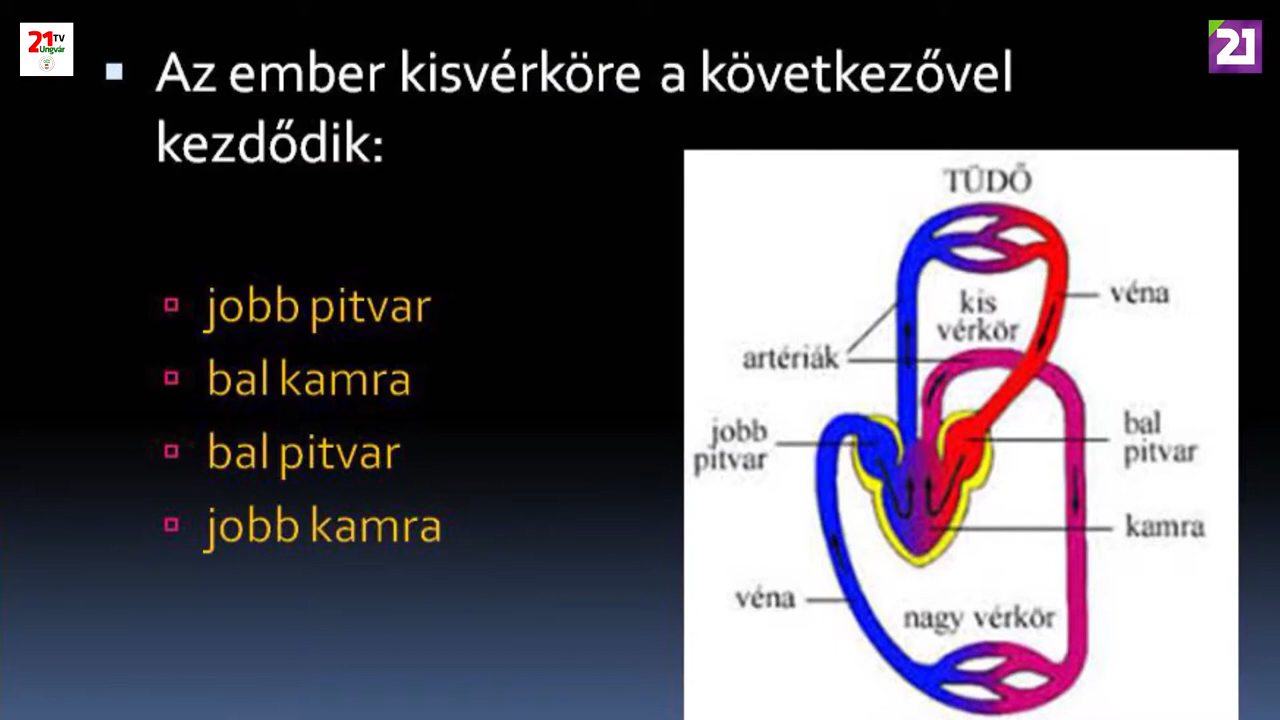 21 TV
Ungvár
21
Az ember kisvérköre a következővel
kezdődik:
jobb pitvar
bal kamra
bal pitvar
jobb kamra
TÜDŐ
kis
vérkör
véna
artériák
jobb
pitvar
bal
pitvar
kamra
véna
nagy vérkör